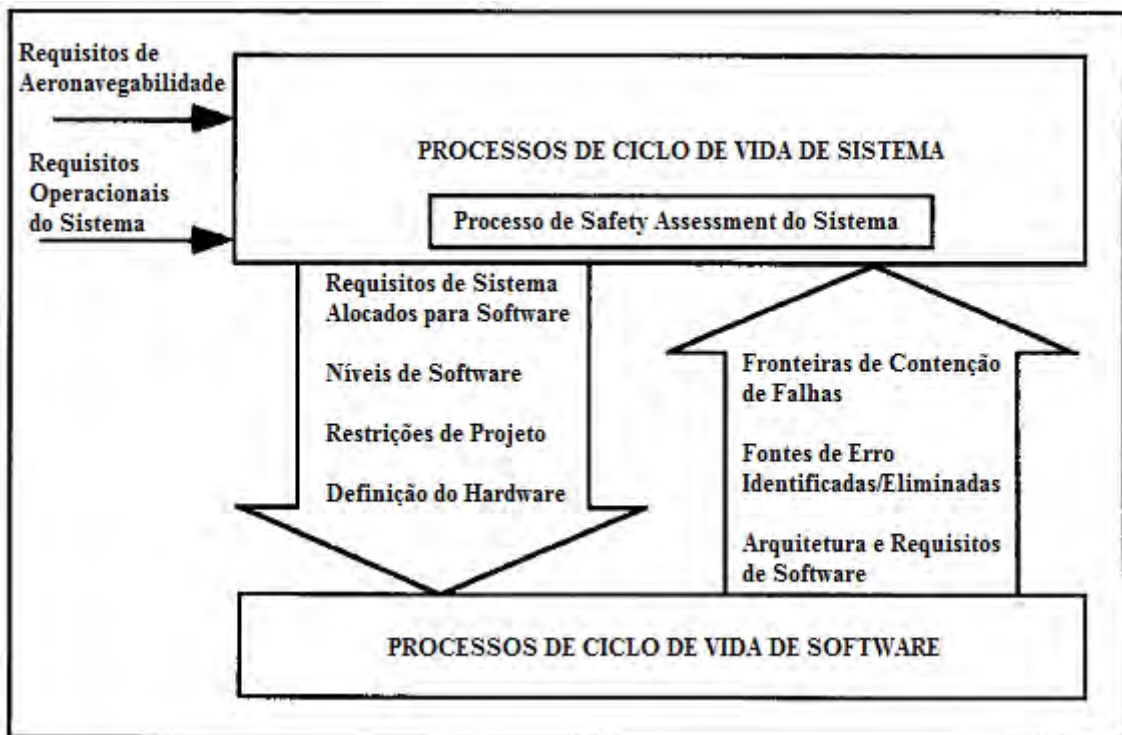 Requisitos de
Aeronavegabilidade
Requisitos
Operacionais
do Sistema
PROCESSOS DE CICLO DE VIDA DE SISTEMA
Processo de Safety Assessment do Sistema
Requisitos de Sistema
Alocados para Software
Níveis de Software
Restrições de Projeto
Definição do Hardware
Fronteiras de Contenção
de Falhas
Fontes de Erro
Identificadas/Eliminadas
Arquitetura e Requisitos
de Software
PROCESSOS DE CICLO DE VIDA DE SOFTWARE